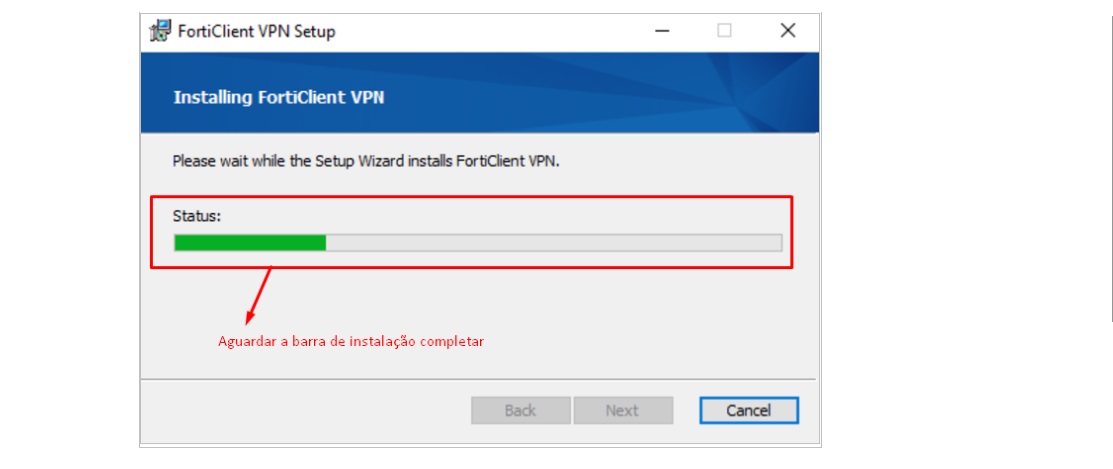 FortiClient VPN Setup
Installing FortiClient VPN
Please wait while the Setup Wizard installs FortiClient VPN.
Status:
Aguardar a barra de instalação completar
Back Next Cancel